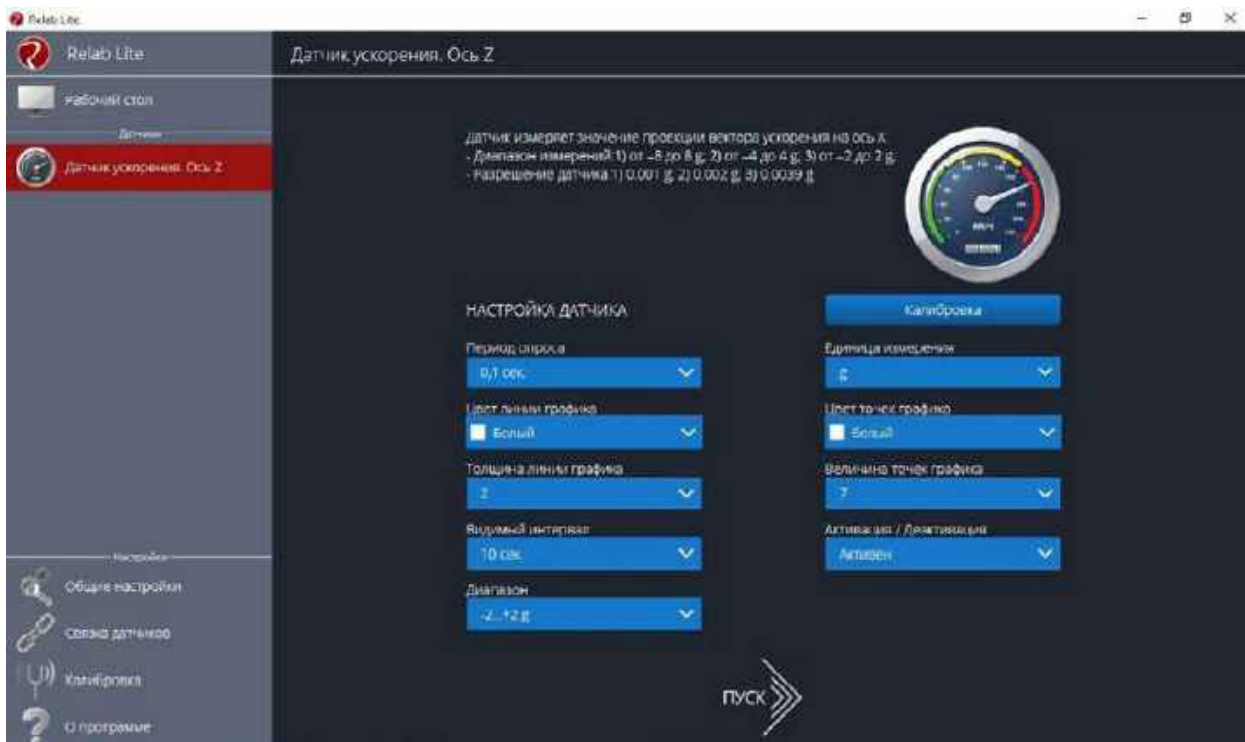 Relab Lite
Relab Lite
Датчик ускорения. Ось Z
Рабочий стол
Датчики
Датчик ускорения. Ось Z
Датчик измеряет значение проекции вектора ускорения на ось X
- Диапазон измерений: 1) от –8 до 8 g; 2) от –4 до 4 g; 3) от –2 до 2 g;
- Разрешение датчика 1) 0.001 g; 2) 0.002 g; 3) 0.0039 g
НАСТРОЙКА ДАТЧИКА
Калибровка
Период опроса
0,1 сек.
Единица измерения
g
Цвет линии графика
Белый
Цвет точек графика
Белый
Толщина линии графика
2
Величина точек графика
7
Видимый интервал
10 сек.
Активация / Деактивация
Активен
Диапазон
-2...+2 g
ПУСК
Настройки
Общие настройки
Связка датчиков
Калибровка
О программе